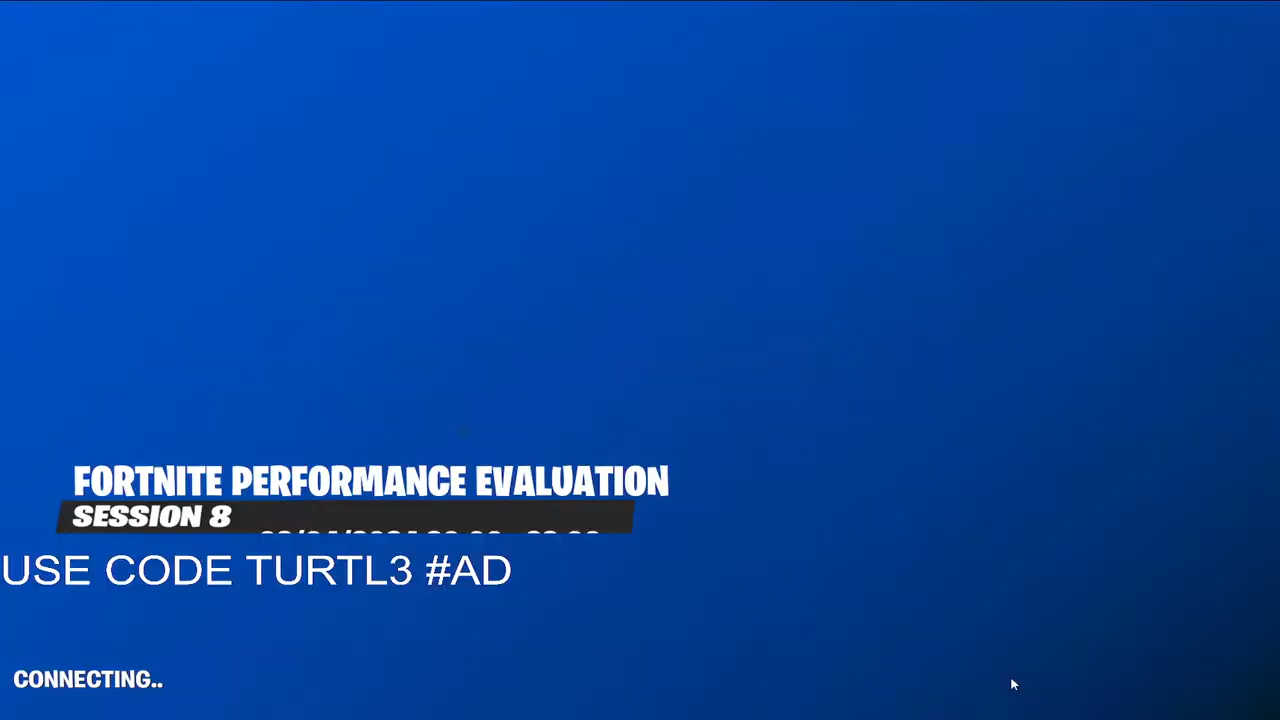 FORTNITE PERFORMANCE EVALUATION
SESSION 8
USE CODE TURTL3 #AD
CONNECTING..